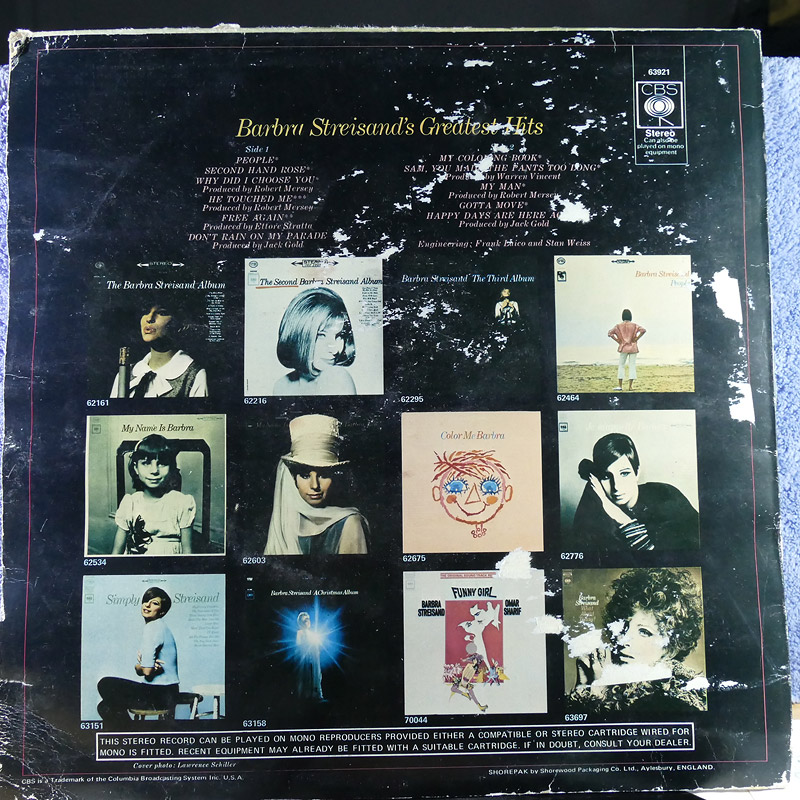 63921
CBS
Stereo
Can also be
played on mono
equipment
Barbra Streisand's Greatest Hits
Side 1
PEOPLE*
SECOND HAND ROSE*
WHY DID I CHOOSE YOU*
Produced by Robert Mersey
HE TOUCHED ME***
Produced by Robert Mersey
FREE AGAIN**
Produced by Ettore Stratta
DON'T RAIN ON MY PARADE
Produced by Jack Gold
MY COLORING BOOK*
SAM, YOU MADE THE PANTS TOO LONG*
Produced by Warren Vincent
MY MAN*
Produced by Robert Mersey
GOTTA MOVE*
HAPPY DAYS ARE HERE
Produced by Jack Gold
Engineering; Frank Laico and Stan Weiss
STEREO
The Barbra Streisand Album
62161
The Second Barbra Streisand Album
62216
Barbra Streisand The Third Album
62295
Barbra Streisand
People
62464
My Name Is Barbra
62534
62603
Color Me Barbra
62675
62776
Simply Streisand
63151
Barbra Streisand A Christmas Album
63158
FUNNY GIRL
BARBRA STREISAND
OMAR SHARIF
70044
Barbra
Streisand
63697
THIS STEREO RECORD CAN BE PLAYED ON MONO REPRODUCERS PROVIDED EITHER A COMPATIBLE OR STEREO CARTRIDGE WIRED FOR
MONO IS FITTED. RECENT EQUIPMENT MAY ALREADY BE FITTED WITH A SUITABLE CARTRIDGE. IF IN DOUBT, CONSULT YOUR DEALER.
Cover photo: Lawrence Schiller
CBS is a Trademark of the Columbia Broadcasting System Inc. U.S.A.
SHOREPAK by Shorewood Packaging Co. Ltd., Aylesbury, ENGLAND.